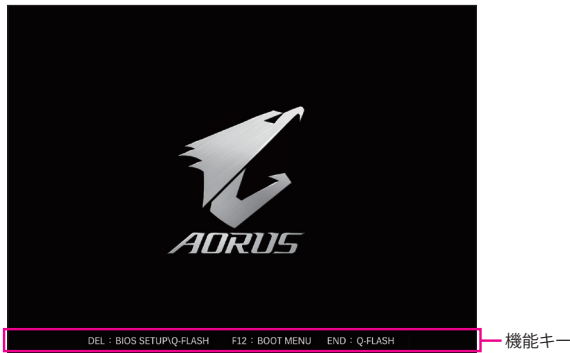 AORUS
DEL : BIOS SETUP\Q-FLASH F12 : BOOT MENU END : Q-FLASH
機能キー